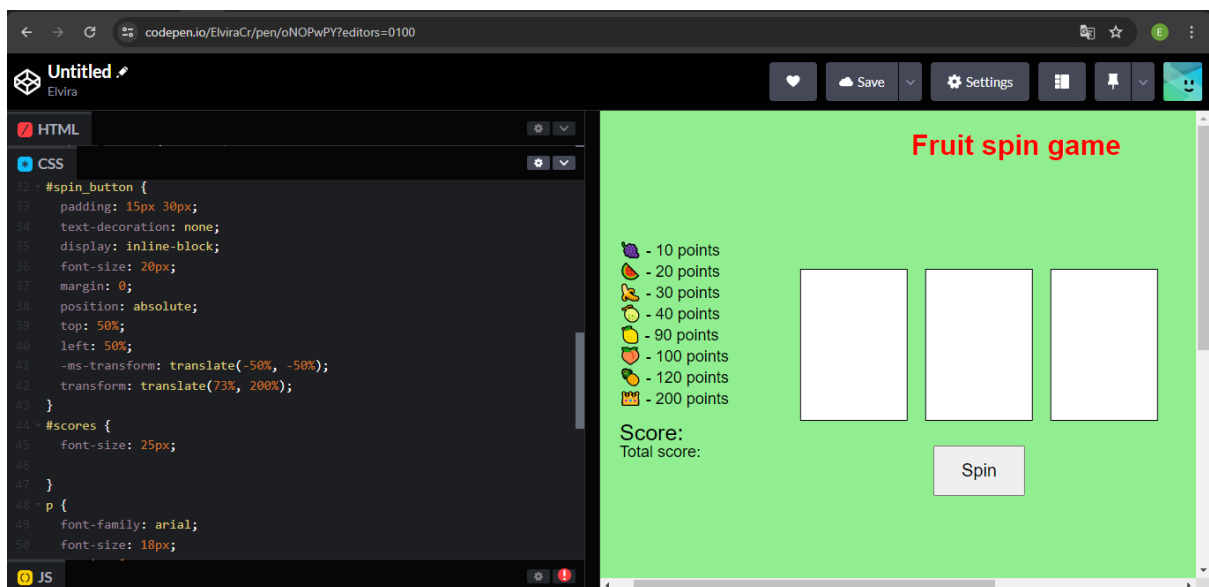 codepen.io/ElviraCr/pen/oNOPwPY?editors=0100
E
Untitled
Elvira
Save
Settings
HTML
CSS
32 #spin_button {
33 padding: 15px 30px;
34 text-decoration: none;
35 display: inline-block;
36 font-size: 20px;
37 margin: 0;
38 position: absolute;
39 top: 50%;
40 left: 50%;
41 -ms-transform: translate(-50%, -50%);
42 transform: translate(73%, 200%);
43 }
44 #scores {
45 font-size: 25px;
46
47 }
48 p {
49 font-family: arial;
50 font-size: 18px;
JS
Fruit spin game
- 10 points
- 20 points
- 30 points
- 40 points
- 90 points
- 100 points
- 120 points
- 200 points
Score:
Total score:
Spin